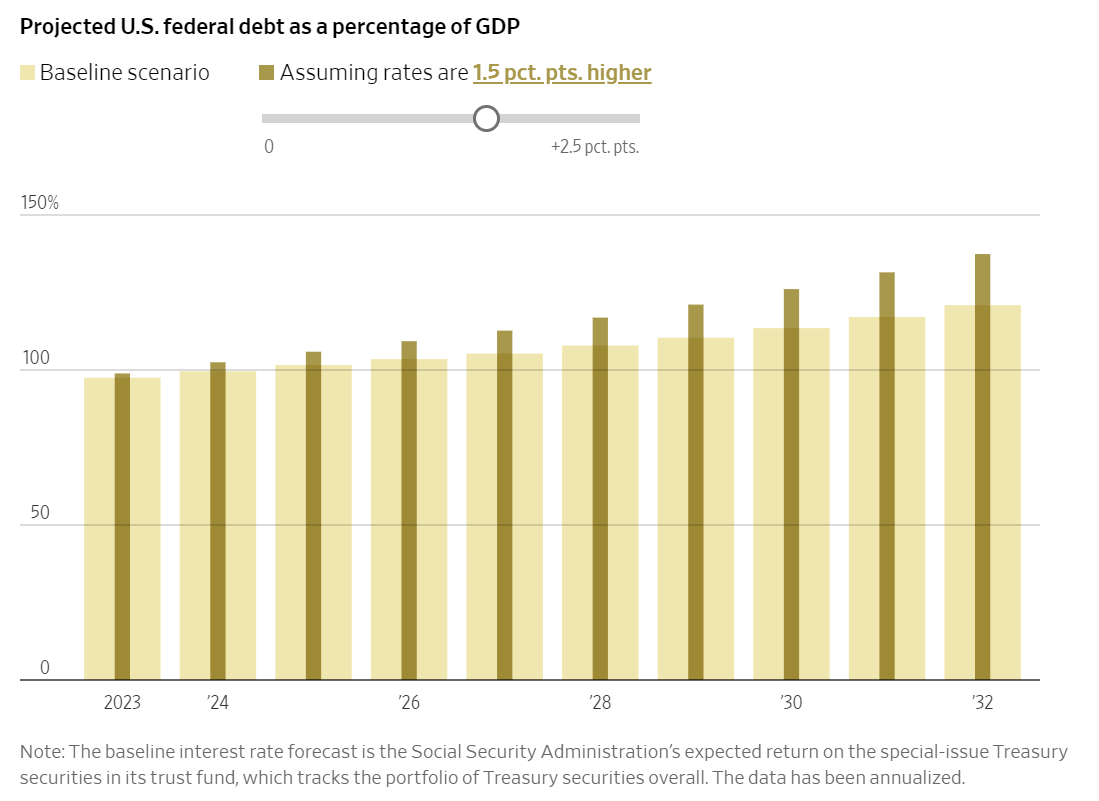 Projected U.S. federal debt as a percentage of GDP
Baseline scenario Assuming rates are 1.5 pct. pts. higher
0 +2.5 pct. pts.
150%
100
50
0
2023 ’24 ’26 ’28 ’30 ’32
Note: The baseline interest rate forecast is the Social Security Administration’s expected return on the special-issue Treasury
securities in its trust fund, which tracks the portfolio of Treasury securities overall. The data has been annualized.